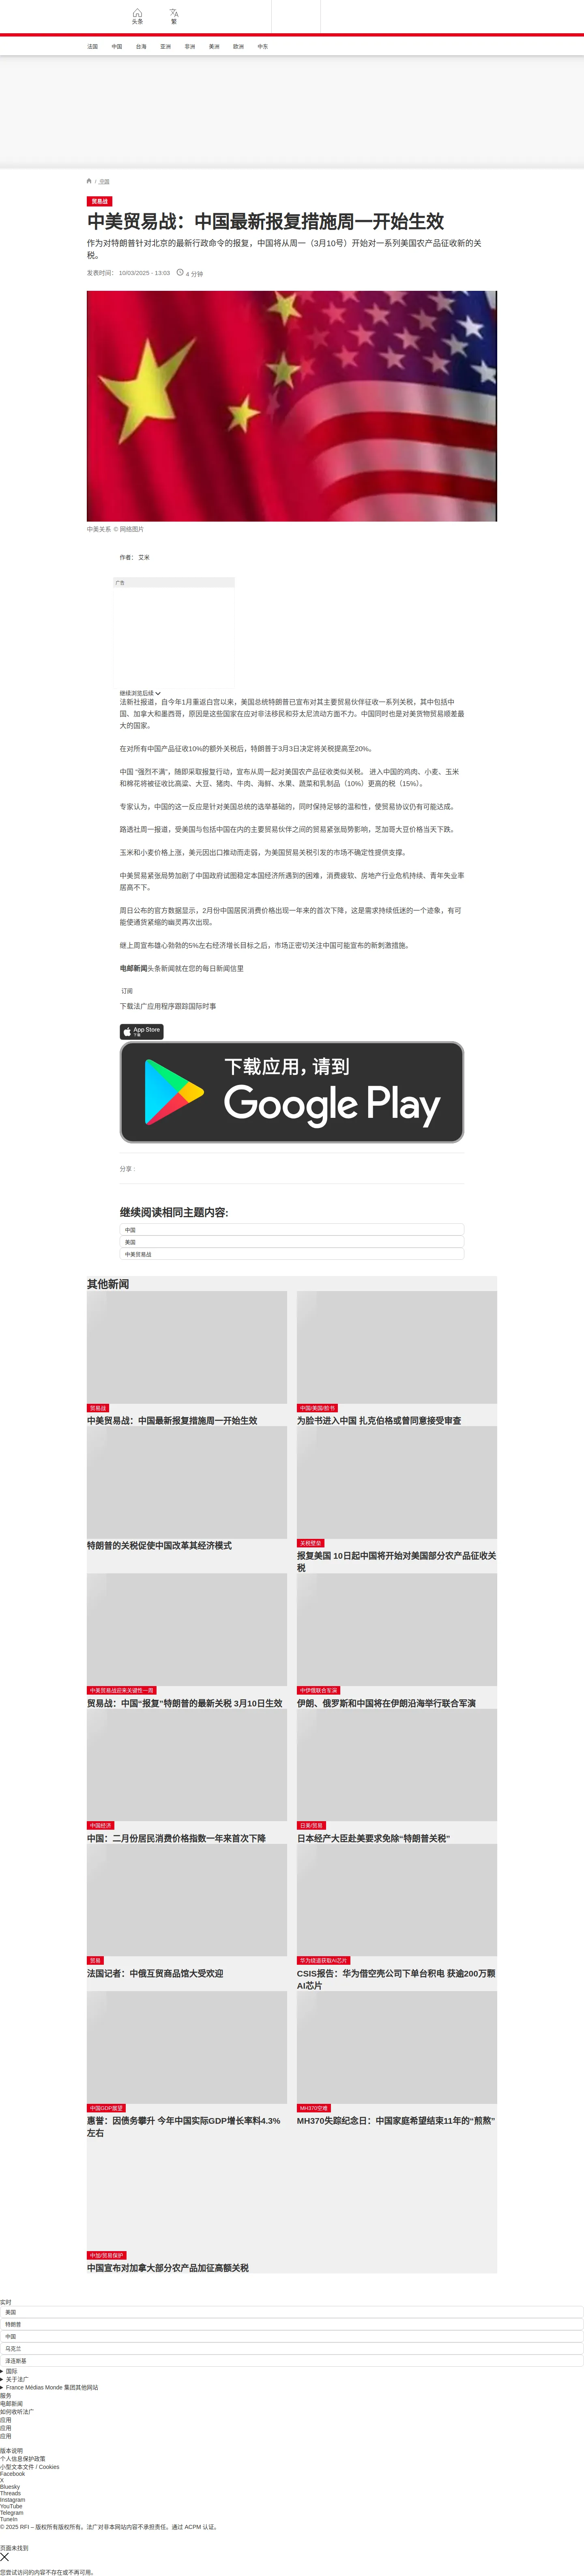 头条
繁
法国
中国
台海
亚洲
非洲
美洲
欧洲
中东
/ 中国
贸易战
中美贸易战：中国最新报复措施周一开始生效
作为对特朗普针对北京的最新行政命令的报复，中国将从周一（3月10号）开始对一系列美国农产品征收新的关
税。
发表时间： 10/03/2025 - 13:03
4 分钟
中美关系 © 网络图片
作者： 艾米
广告
继续浏览后续
法新社报道，自今年1月重返白宫以来，美国总统特朗普已宣布对其主要贸易伙伴征收一系列关税，其中包括中
国、加拿大和墨西哥，原因是这些国家在应对非法移民和芬太尼流动方面不力。中国同时也是对美货物贸易顺差最
大的国家。
在对所有中国产品征收10%的额外关税后，特朗普于3月3日决定将关税提高至20%。
中国 “强烈不满”，随即采取报复行动，宣布从周一起对美国农产品征收类似关税。 进入中国的鸡肉、小麦、玉米
和棉花将被征收比高粱、大豆、猪肉、牛肉、海鲜、水果、蔬菜和乳制品（10%）更高的税（15%）。
专家认为，中国的这一反应是针对美国总统的选举基础的，同时保持足够的温和性，使贸易协议仍有可能达成。
路透社周一报道，受美国与包括中国在内的主要贸易伙伴之间的贸易紧张局势影响，芝加哥大豆价格当天下跌。
玉米和小麦价格上涨，美元因出口推动而走弱，为美国贸易关税引发的市场不确定性提供支撑。
中美贸易紧张局势加剧了中国政府试图稳定本国经济所遇到的困难，消费疲软、房地产行业危机持续、青年失业率
居高不下。
周日公布的官方数据显示，2月份中国居民消费价格出现一年来的首次下降，这是需求持续低迷的一个迹象，有可
能使通货紧缩的幽灵再次出现。
继上周宣布雄心勃勃的5%左右经济增长目标之后，市场正密切关注中国可能宣布的新刺激措施。
电邮新闻头条新闻就在您的每日新闻信里
订阅
下载法广应用程序跟踪国际时事
App Store
下载
下载应用，请到
Google Play
分享 :
继续阅读相同主题内容:
中国
美国
中美贸易战
其他新闻
贸易战
中美贸易战：中国最新报复措施周一开始生效
中国/美国/脸书
为脸书进入中国 扎克伯格或曾同意接受审查
特朗普的关税促使中国改革其经济模式
关税壁垒
报复美国 10日起中国将开始对美国部分农产品征收关
税
中美贸易战迎来关键性一周
贸易战：中国“报复”特朗普的最新关税 3月10日生效
中伊俄联合军演
伊朗、俄罗斯和中国将在伊朗沿海举行联合军演
中国经济
中国：二月份居民消费价格指数一年来首次下降
日美/贸易
日本经产大臣赴美要求免除“特朗普关税”
贸易
法国记者：中俄互贸商品馆大受欢迎
华为绕道获取AI芯片
CSIS报告：华为借空壳公司下单台积电 获逾200万颗
AI芯片
中国GDP展望
惠誉：因债务攀升 今年中国实际GDP增长率料4.3%
左右
MH370空难
MH370失踪纪念日：中国家庭希望结束11年的“煎熬”
中加/贸易保护
中国宣布对加拿大部分农产品加征高额关税
实时
美国
特朗普
中国
乌克兰
泽连斯基
国际
关于法广
France Médias Monde 集团其他网站
服务
电邮新闻
如何收听法广
应用
应用
应用
版本说明
个人信息保护政策
小型文本文件 / Cookies
Facebook
X
Bluesky
Threads
Instagram
YouTube
Telegram
TuneIn
© 2025 RFI – 版权所有版权所有。法广对非本网站内容不承担责任。通过 ACPM 认证。
页面未找到
您尝试访问的内容不存在或不再可用。